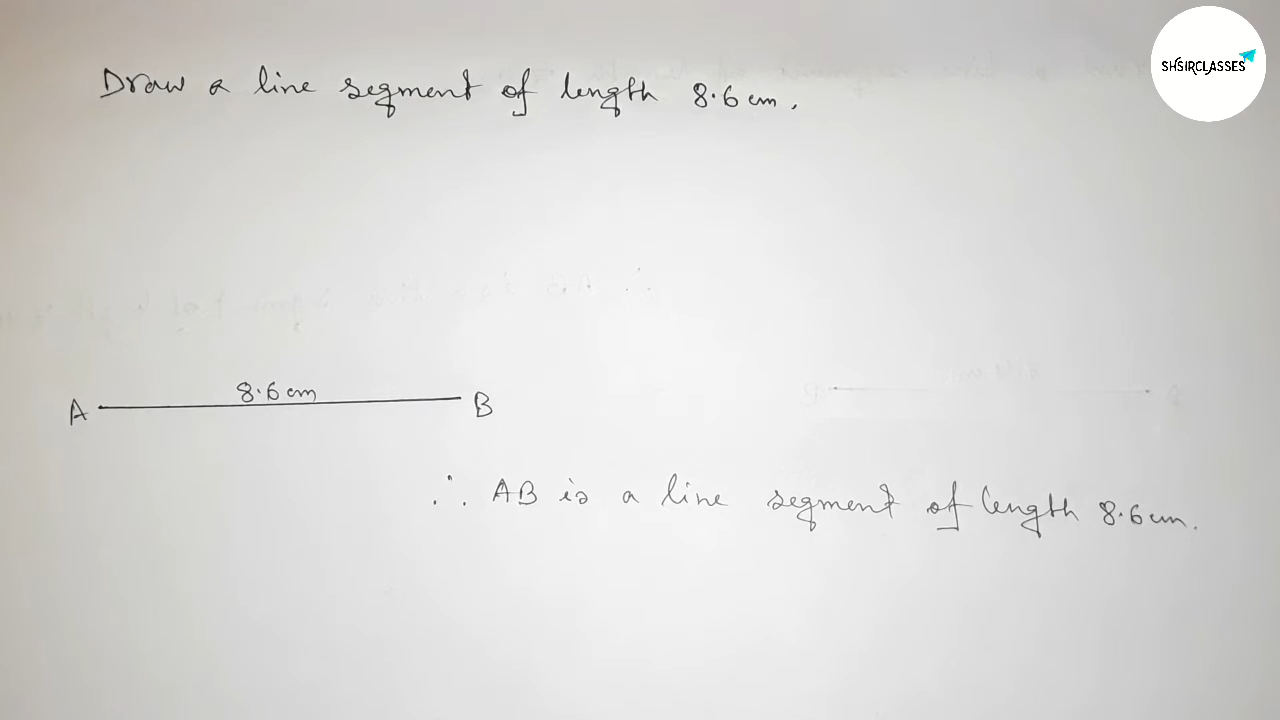 Draw a line segment of length 8.6 cm.
SHSIRCLASSES
8.6 cm
A B
∴ AB is a line segment of length 8.6 cm.